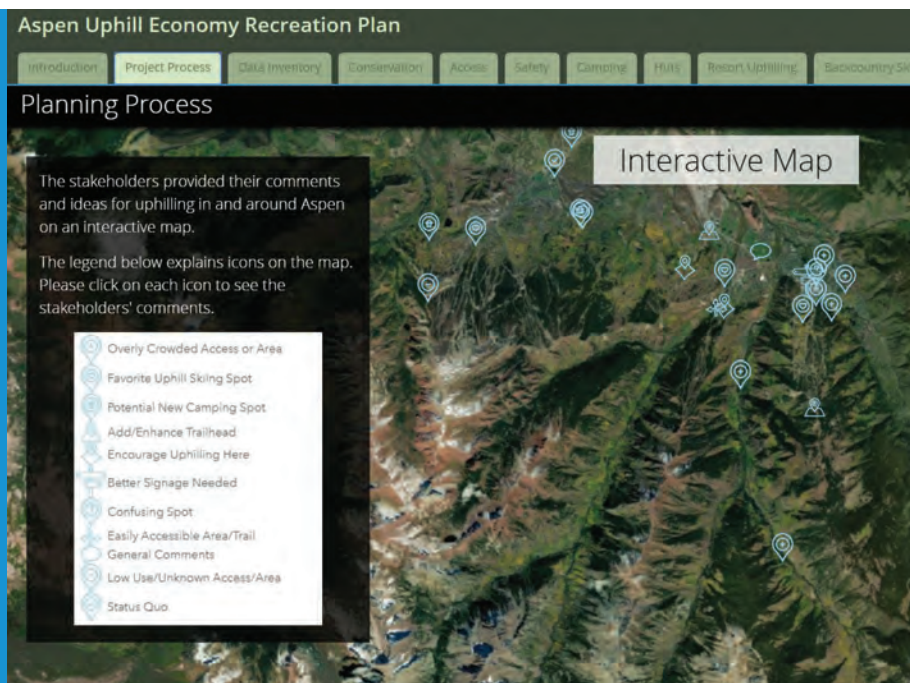 Aspen Uphill Economy Recreation Plan
Introduction Project Process Data Inventory Conservation Access Safety Camping Huts Resort Uphilling Backcountry Sk
Planning Process
Interactive Map
The stakeholders provided their comments
and ideas for uphilling in and around Aspen
on an interactive map.
The legend below explains icons on the map.
Please click on each icon to see the
stakeholders' comments.
Overly Crowded Access or Area
Favorite Uphill Skiing Spot
Potential New Camping Spot
Add/Enhance Trailhead
Encourage Uphilling Here
Better Signage Needed
Confusing Spot
Easily Accessible Area/Trail
General Comments
Low Use/Unknown Access/Area
Status Quo